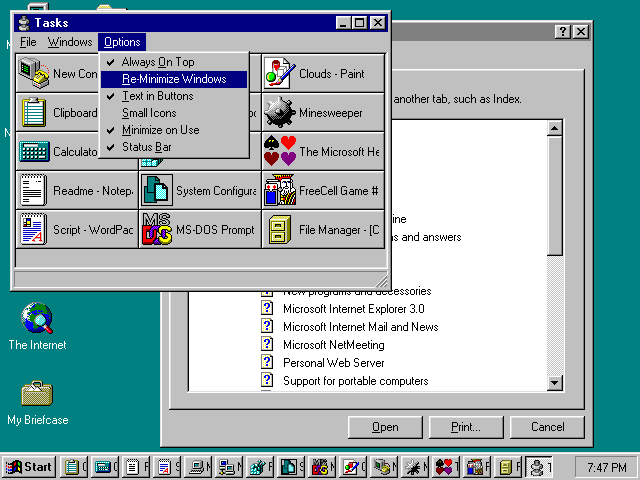 Tasks
File Windows Options
Always On Top
Re-Minimize Windows
Text in Buttons
Small Icons
Minimize on Use
Status Bar
New Con
Clouds - Paint
Clipboard
Minesweeper
Calculato
The Microsoft He
Readme - Notep
System Configura
FreeCell Game #
Script - WordPac
MS-DOS Prompt
File Manager - [C
another tab, such as Index.
ine
ns and answers
New programs and accessories
Microsoft Internet Explorer 3.0
Microsoft Internet Mail and News
Microsoft NetMeeting
Personal Web Server
Support for portable computers
Open Print... Cancel
The Internet
My Briefcase
Start
7:47 PM